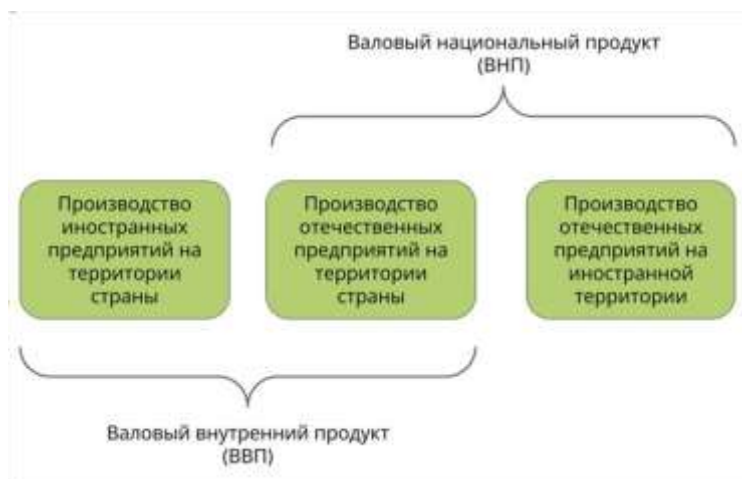 Валовый национальный продукт
(ВНП)
Производство
иностранных
предприятий на
территории
страны
Производство
отечественных
предприятий на
территории
страны
Производство
отечественных
предприятий на
иностранной
территории
Валовый внутренний продукт
(ВВП)